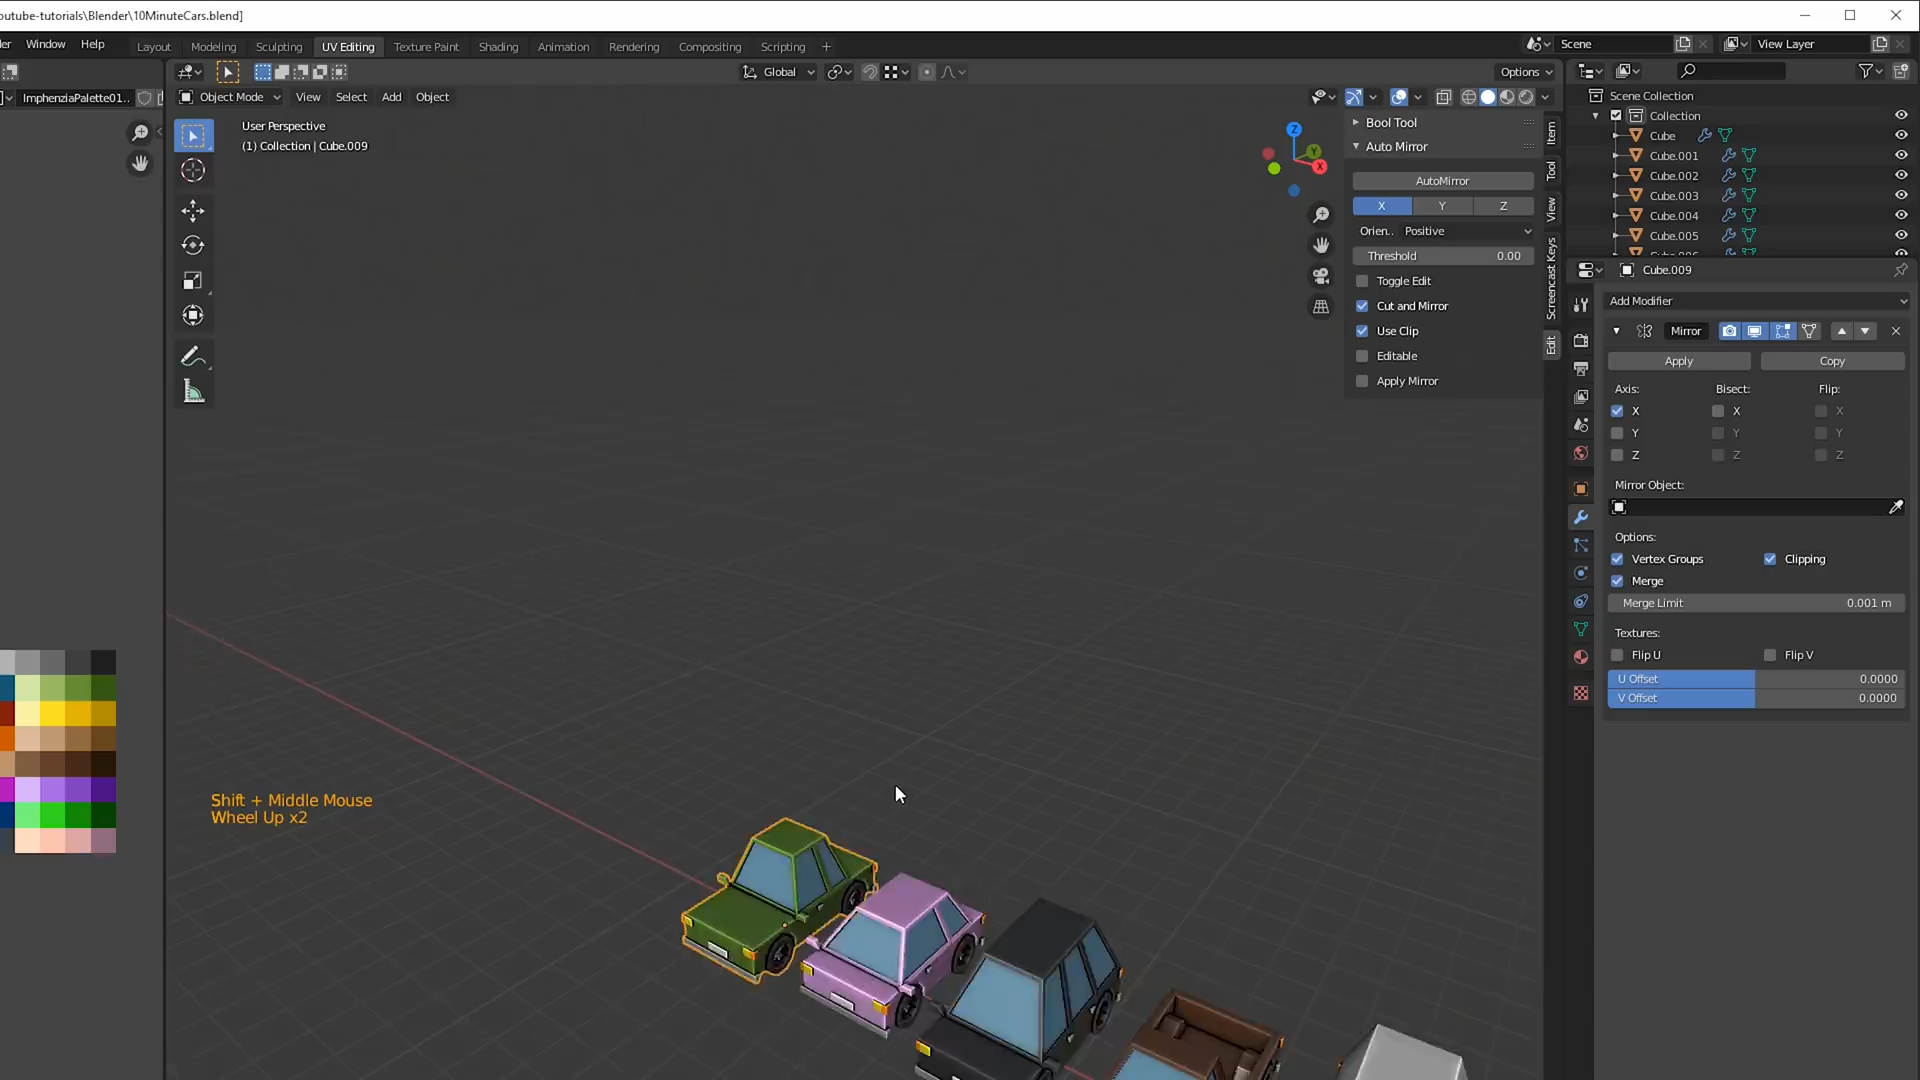 outube-tutorials\Blender\10MinuteCars.blend]
der Window Help Layout Modeling Sculpting UV Editing Texture Paint Shading Animation Rendering Compositing Scripting + Scene View Layer
Global Options
ImphenziaPalette01.. Object Mode View Select Add Object
User Perspective
(1) Collection | Cube.009
Z
Y
X
Bool Tool
Auto Mirror
AutoMirror
X Y Z
Orien.. Positive
Threshold 0.00
Toggle Edit
Cut and Mirror
Use Clip
Editable
Apply Mirror
Item
Tool
View
Screencast Keys
Edit
Scene Collection
Collection
Cube
Cube.001
Cube.002
Cube.003
Cube.004
Cube.005
Cube.009
Add Modifier
Mirror
Apply Copy
Axis: Bisect: Flip:
X X X
Y Y Y
Z Z Z
Mirror Object:
Options:
Vertex Groups Clipping
Merge
Merge Limit 0.001 m
Textures:
Flip U Flip V
U Offset 0.0000
V Offset 0.0000
Shift + Middle Mouse
Wheel Up x2